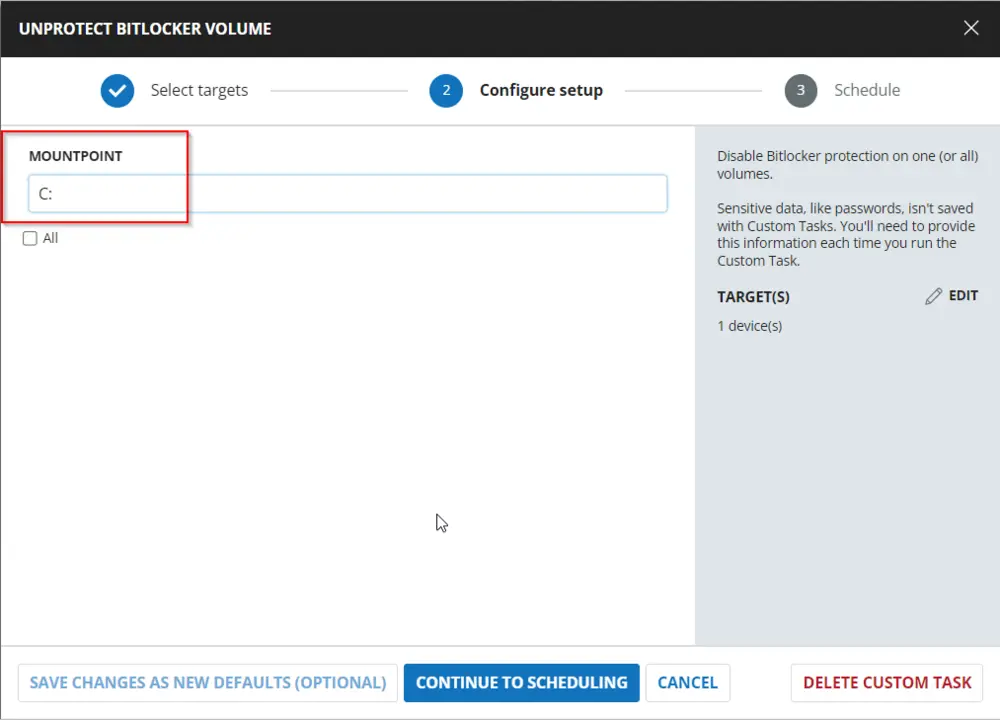 UNPROTECT BITLOCKER VOLUME
Select targets
2
Configure setup
3
Schedule
MOUNTPOINT
C:
All
Disable Bitlocker protection on one (or all)
volumes.
Sensitive data, like passwords, isn't saved
with Custom Tasks. You'll need to provide
this information each time you run the
Custom Task.
TARGET(S)
EDIT
1 device(s)
SAVE CHANGES AS NEW DEFAULTS (OPTIONAL)
CONTINUE TO SCHEDULING
CANCEL
DELETE CUSTOM TASK